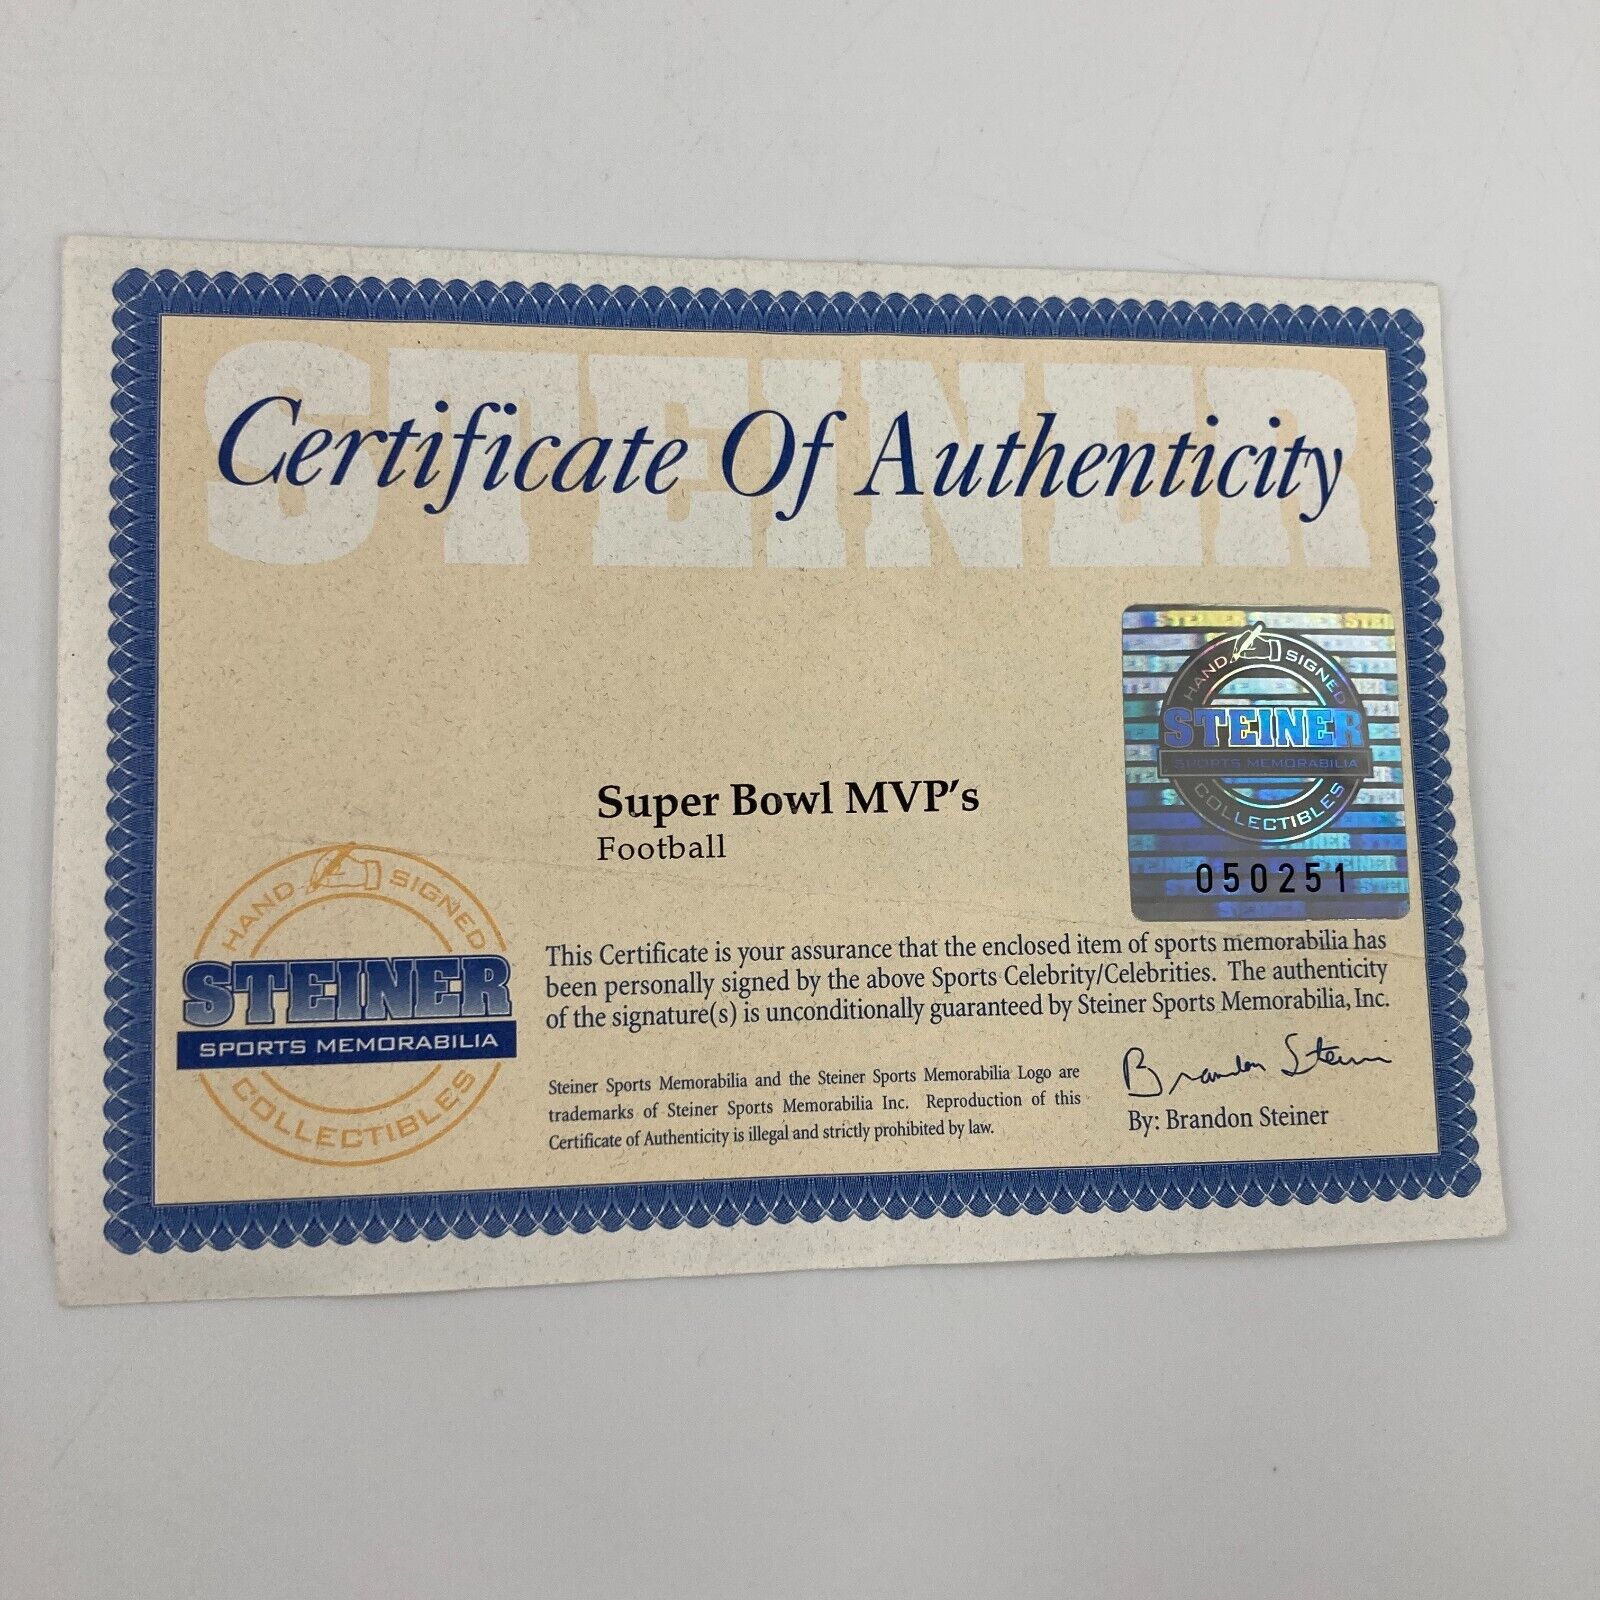 STEINER
Certificate Of Authenticity
HAND SIGNED
STEINER
SPORTS MEMORABILIA
COLLECTIBLES
050251
Super Bowl MVP's
Football
HAND SIGNED
STEINER
SPORTS MEMORABILIA
COLLECTIBLES
This Certificate is your assurance that the enclosed item of sports memorabilia has
been personally signed by the above Sports Celebrity/Celebrities. The authenticity
of the signature(s) is unconditionally guaranteed by Steiner Sports Memorabilia, Inc.
Steiner Sports Memorabilia and the Steiner Sports Memorabilia Logo are
trademarks of Steiner Sports Memorabilia Inc. Reproduction of this
Certificate of Authenticity is illegal and strictly prohibited by law.
Brandon Steiner
By: Brandon Steiner